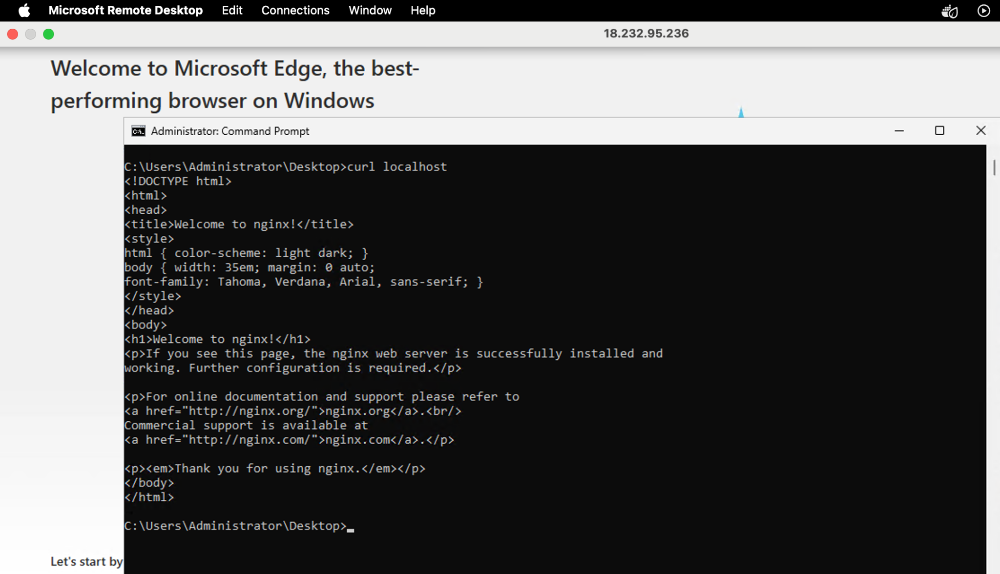 Microsoft Remote Desktop Edit Connections Window Help
18.232.95.236
Welcome to Microsoft Edge, the best-
performing browser on Windows
Administrator: Command Prompt
C:\Users\Administrator\Desktop>curl localhost
<!DOCTYPE html>
<html>
<head>
<title>Welcome to nginx!</title>
<style>
html { color-scheme: light dark; }
body { width: 35em; margin: 0 auto;
font-family: Tahoma, Verdana, Arial, sans-serif; }
</style>
</head>
<body>
<h1>Welcome to nginx!</h1>
<p>If you see this page, the nginx web server is successfully installed and
working. Further configuration is required.</p>
<p>For online documentation and support please refer to
<a href="http://nginx.org/">nginx.org</a>.<br/>
Commercial support is available at
<a href="http://nginx.com/">nginx.com</a>.</p>
<p><em>Thank you for using nginx.</em></p>
</body>
</html>
C:\Users\Administrator\Desktop>
Let's start by